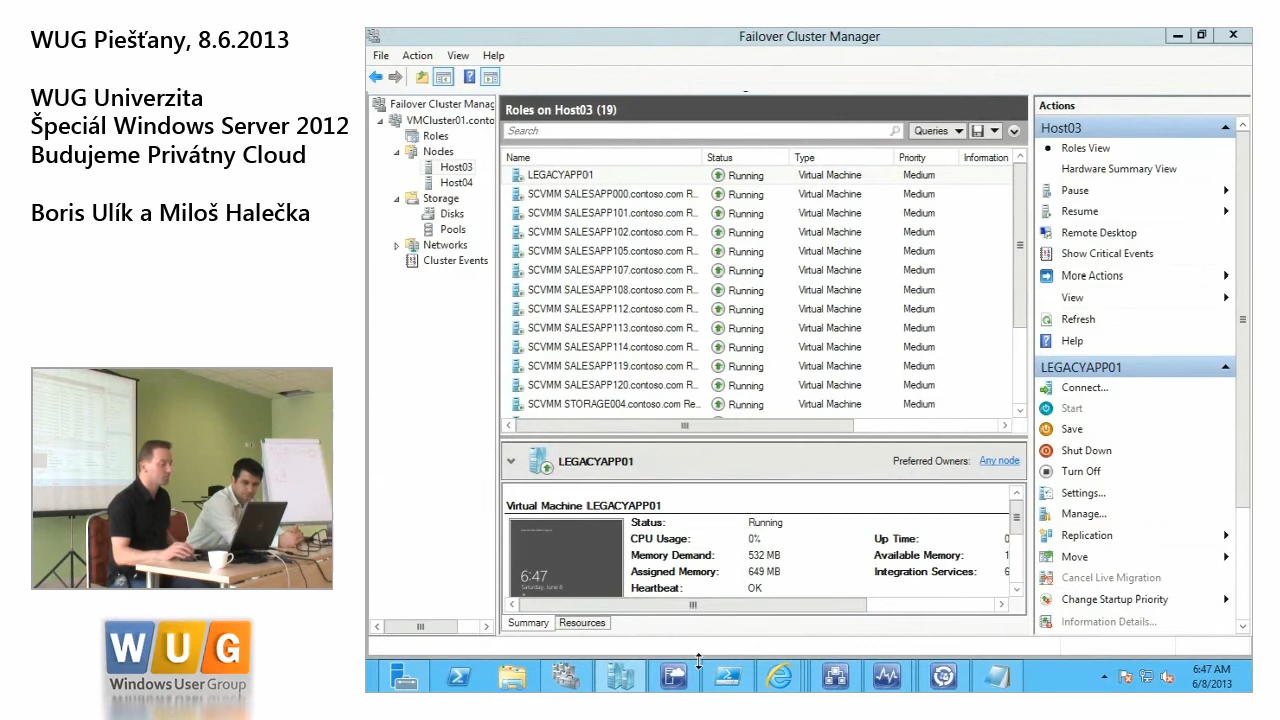 WUG Piešťany, 8.6.2013
WUG Univerzita
Špeciál Windows Server 2012
Budujeme Privátny Cloud
Boris Ulík a Miloš Halečka
WUG
Windows User Group
Failover Cluster Manager
File Action View Help
Failover Cluster Manag
VMCluster01.conto
Roles
Nodes
Host03
Host04
Storage
Disks
Pools
Networks
Cluster Events
Roles on Host03 (19)
Search Queries
Name Status Type Priority Information
LEGACYAPP01 Running Virtual Machine Medium
SCVMM SALESAPP000.contoso.com R... Running Virtual Machine Medium
SCVMM SALESAPP101.contoso.com R... Running Virtual Machine Medium
SCVMM SALESAPP102.contoso.com R... Running Virtual Machine Medium
SCVMM SALESAPP105.contoso.com R... Running Virtual Machine Medium
SCVMM SALESAPP107.contoso.com R... Running Virtual Machine Medium
SCVMM SALESAPP108.contoso.com R... Running Virtual Machine Medium
SCVMM SALESAPP112.contoso.com R... Running Virtual Machine Medium
SCVMM SALESAPP113.contoso.com R... Running Virtual Machine Medium
SCVMM SALESAPP114.contoso.com R... Running Virtual Machine Medium
SCVMM SALESAPP119.contoso.com R... Running Virtual Machine Medium
SCVMM SALESAPP120.contoso.com R... Running Virtual Machine Medium
SCVMM STORAGE004.contoso.com Re... Running Virtual Machine Medium
LEGACYAPP01 Preferred Owners: Any node
Virtual Machine LEGACYAPP01
Status: Running
CPU Usage: 0% Up Time: 0
Memory Demand: 532 MB Available Memory: 1
Assigned Memory: 649 MB Integration Services: 6
Heartbeat: OK
6:47
Saturday, June 8
Summary Resources
Actions
Host03
Roles View
Hardware Summary View
Pause
Resume
Remote Desktop
Show Critical Events
More Actions
View
Refresh
Help
LEGACYAPP01
Connect...
Start
Save
Shut Down
Turn Off
Settings...
Manage...
Replication
Move
Cancel Live Migration
Change Startup Priority
Information Details...
6:47 AM
6/8/2013